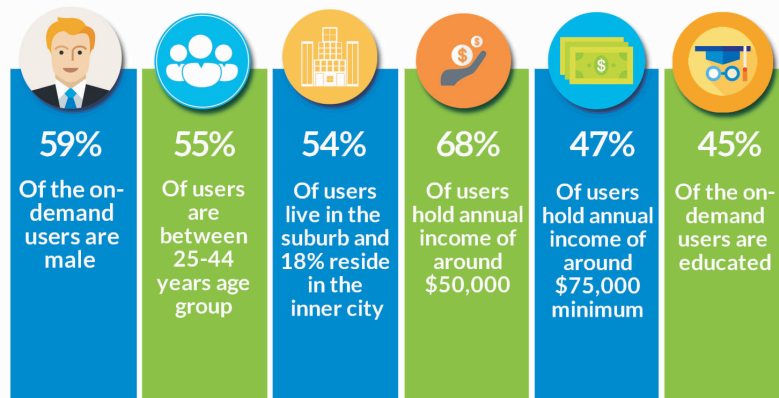 59%
Of the on-
demand
users are
male
55%
Of users
are
between
25-44
years age
group
54%
Of users
live in the
suburb and
18% reside
in the
inner city
$
$
68%
Of users
hold annual
income of
around
$50,000
$
47%
Of users
hold annual
income of
around
$75,000
minimum
45%
Of the on-
demand
users are
educated